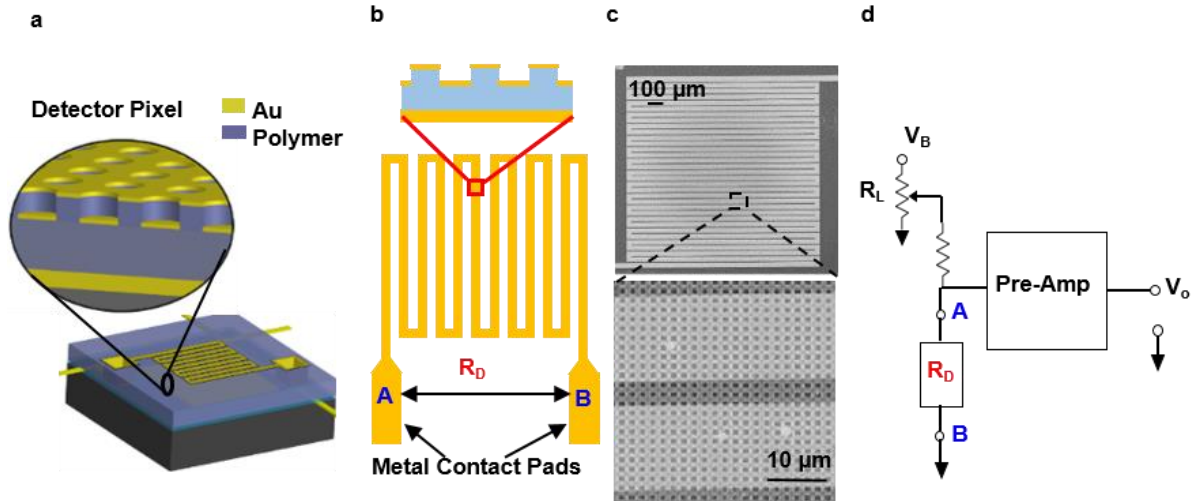 a
Detector Pixel
Au
Polymer
b
R_D
A
B
Metal Contact Pads
c
100 µm
10 µm
d
V_B
R_L
Pre-Amp
V_o
A
R_D
B